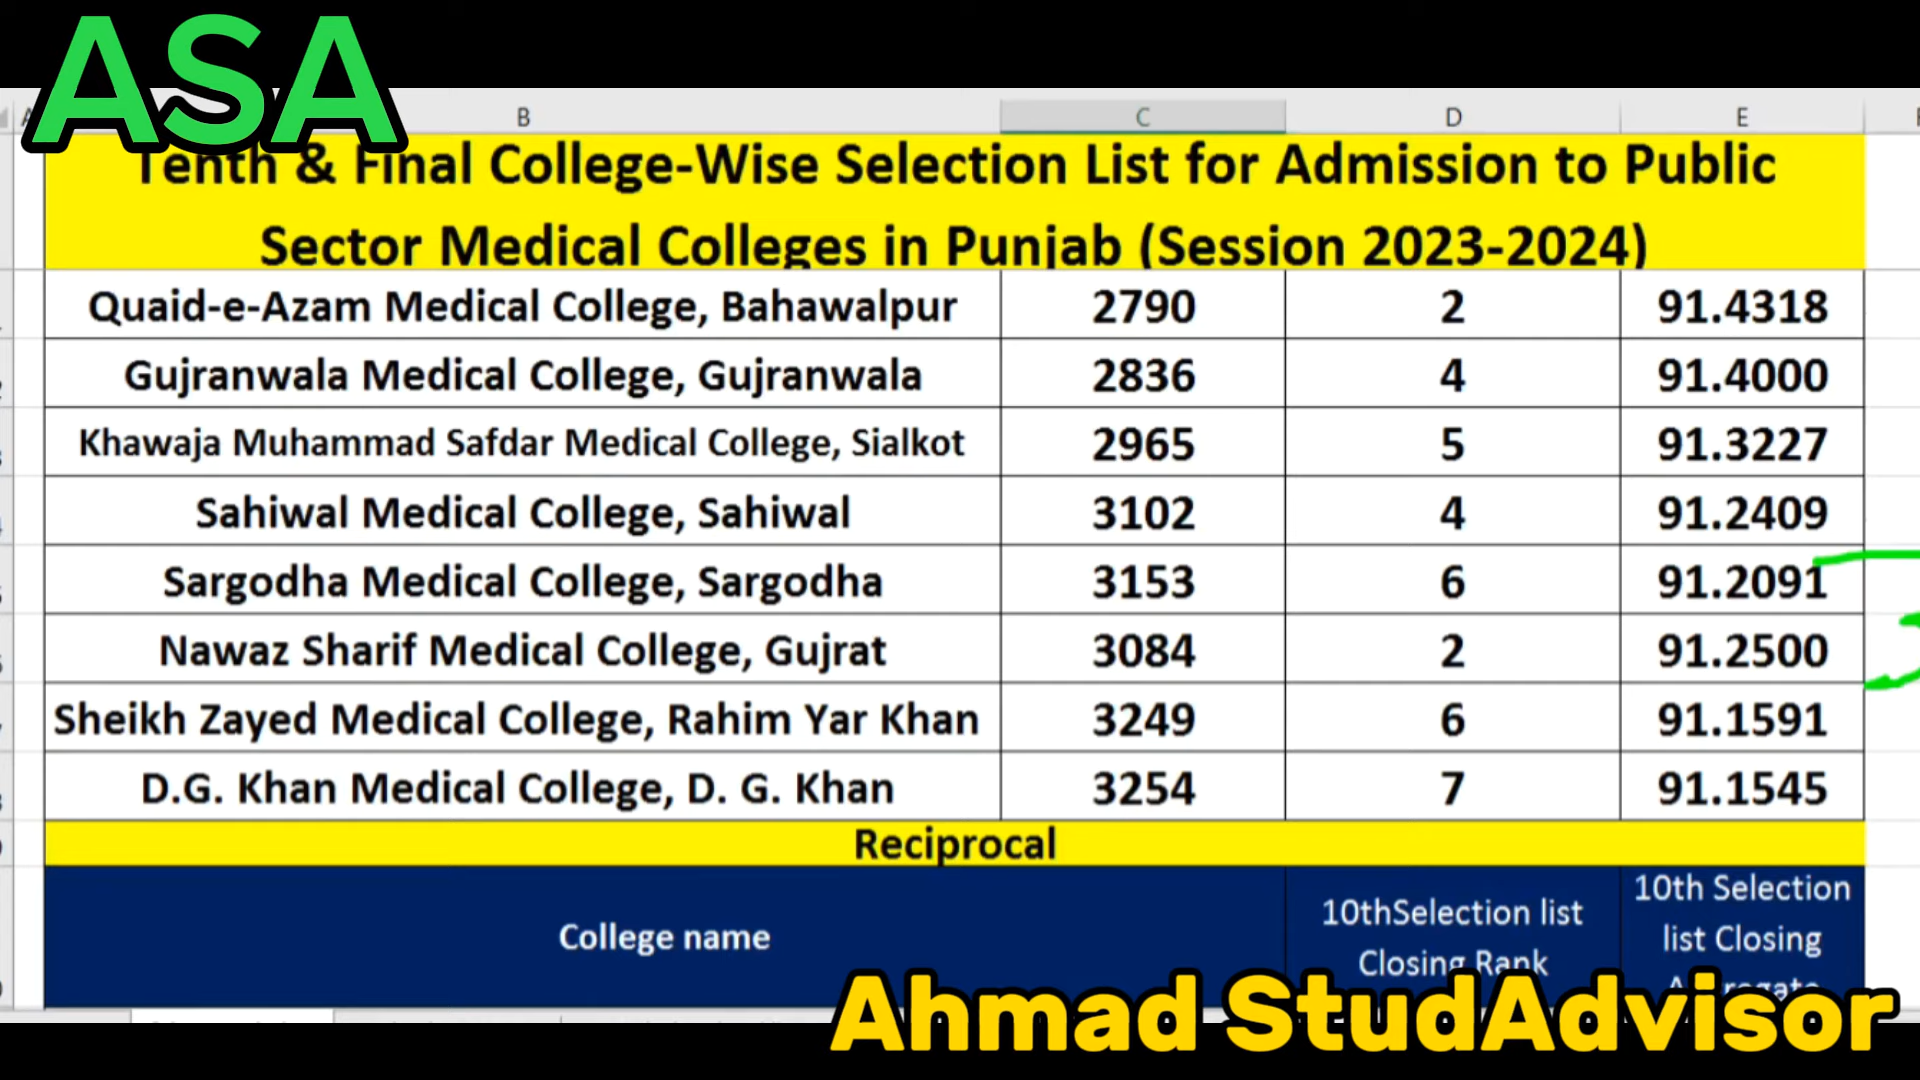 ASA
B C D E
Tenth & Final College-Wise Selection List for Admission to Public
Sector Medical Colleges in Punjab (Session 2023-2024)
Quaid-e-Azam Medical College, Bahawalpur 2790 2 91.4318
Gujranwala Medical College, Gujranwala 2836 4 91.4000
Khawaja Muhammad Safdar Medical College, Sialkot 2965 5 91.3227
Sahiwal Medical College, Sahiwal 3102 4 91.2409
Sargodha Medical College, Sargodha 3153 6 91.2091
Nawaz Sharif Medical College, Gujrat 3084 2 91.2500
Sheikh Zayed Medical College, Rahim Yar Khan 3249 6 91.1591
D.G. Khan Medical College, D. G. Khan 3254 7 91.1545
Reciprocal
College name
10thSelection list
Closing Rank
10th Selection
list Closing
Aggregate
Ahmad StudAdvisor